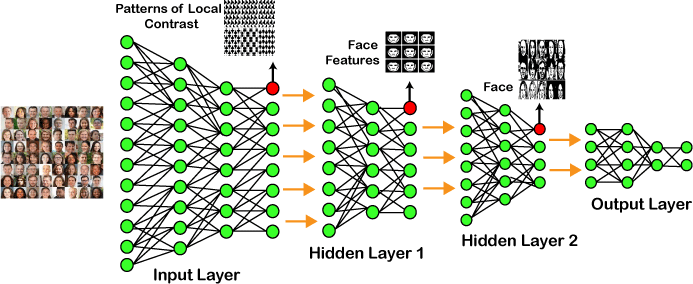 Patterns of Local
Contrast
Face
Features
Face
Input Layer
Hidden Layer 1
Hidden Layer 2
Output Layer